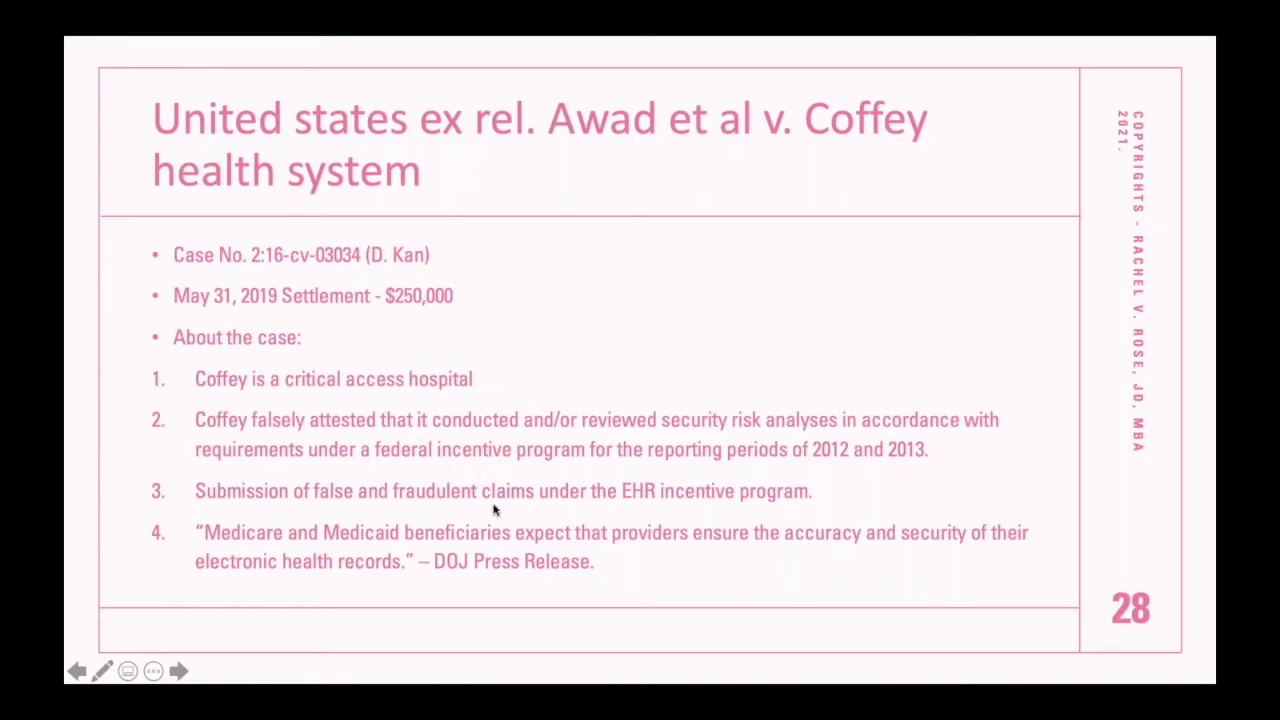 United states ex rel. Awad et al v. Coffey
health system
• Case No. 2:16-cv-03034 (D. Kan)
• May 31, 2019 Settlement - $250,000
• About the case:
1. Coffey is a critical access hospital
2. Coffey falsely attested that it conducted and/or reviewed security risk analyses in accordance with
requirements under a federal incentive program for the reporting periods of 2012 and 2013.
3. Submission of false and fraudulent claims under the EHR incentive program.
4. “Medicare and Medicaid beneficiaries expect that providers ensure the accuracy and security of their
electronic health records.” – DOJ Press Release.
COPYRIGHTS - RACHEL V. ROSE, JD, MBA
2021.
28